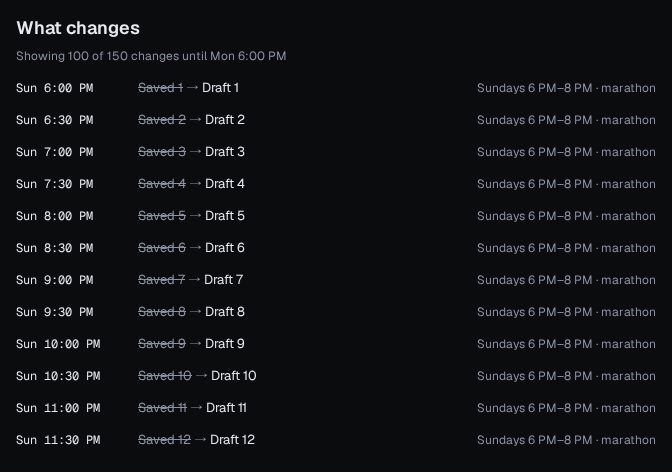 What changes
Showing 100 of 150 changes until Mon 6:00 PM
Sun 6:00 PM Saved 1 → Draft 1 Sundays 6 PM–8 PM · marathon
Sun 6:30 PM Saved 2 → Draft 2 Sundays 6 PM–8 PM · marathon
Sun 7:00 PM Saved 3 → Draft 3 Sundays 6 PM–8 PM · marathon
Sun 7:30 PM Saved 4 → Draft 4 Sundays 6 PM–8 PM · marathon
Sun 8:00 PM Saved 5 → Draft 5 Sundays 6 PM–8 PM · marathon
Sun 8:30 PM Saved 6 → Draft 6 Sundays 6 PM–8 PM · marathon
Sun 9:00 PM Saved 7 → Draft 7 Sundays 6 PM–8 PM · marathon
Sun 9:30 PM Saved 8 → Draft 8 Sundays 6 PM–8 PM · marathon
Sun 10:00 PM Saved 9 → Draft 9 Sundays 6 PM–8 PM · marathon
Sun 10:30 PM Saved 10 → Draft 10 Sundays 6 PM–8 PM · marathon
Sun 11:00 PM Saved 11 → Draft 11 Sundays 6 PM–8 PM · marathon
Sun 11:30 PM Saved 12 → Draft 12 Sundays 6 PM–8 PM · marathon